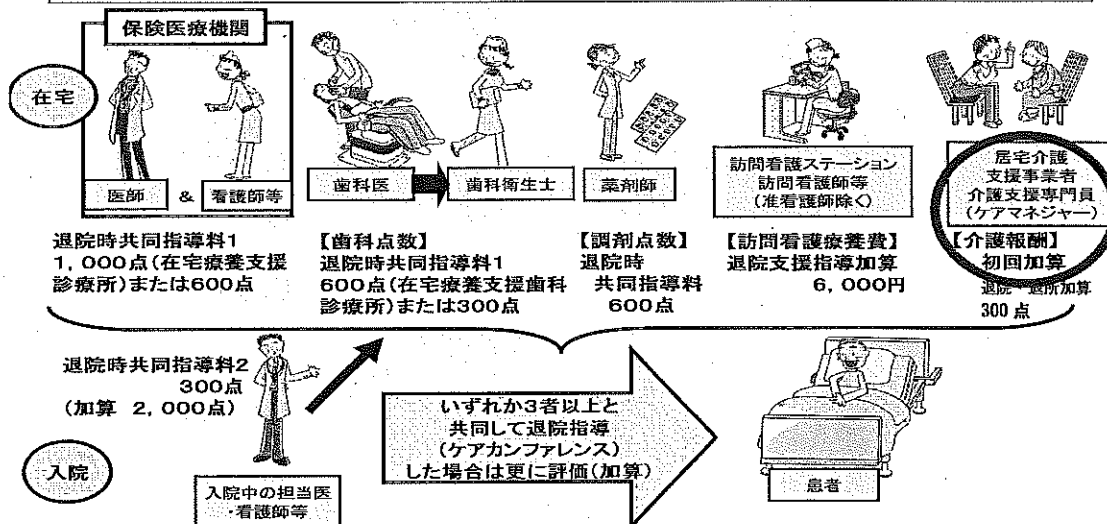 保険医療機関
在宅
医師 & 看護師等
歯科医
歯科衛生士
薬剤師
訪問看護ステーション
訪問看護師等
(准看護師除く)
居宅介護
支援事業者
介護支援専門員
(ケアマネジャー)
退院時共同指導料1
1,000点(在宅療養支援
診療所)または600点
【歯科点数】
退院時共同指導料1
600点(在宅療養支援歯科
診療所)または300点
【調剤点数】
退院時
共同指導料
600点
【訪問看護療養費】
退院支援指導加算
6,000円
【介護報酬】
初回加算
退院・退所加算
300点
退院時共同指導料2
300点
(加算 2,000点)
いずれか3者以上と
共同して退院指導
(ケアカンファレンス)
した場合は更に評価(加算)
入院
入院中の担当医
・看護師等
患者